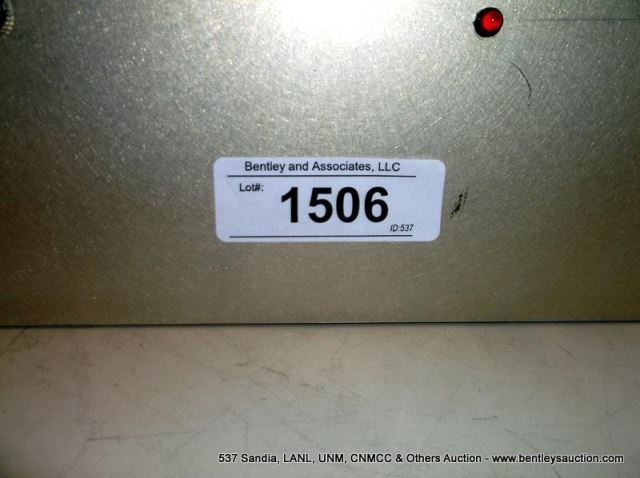 Bentley and Associates, LLC
Lot#: 1506
ID:537
537 Sandia, LANL, UNM, CNMCC & Others Auction - www.bentleysauction.com